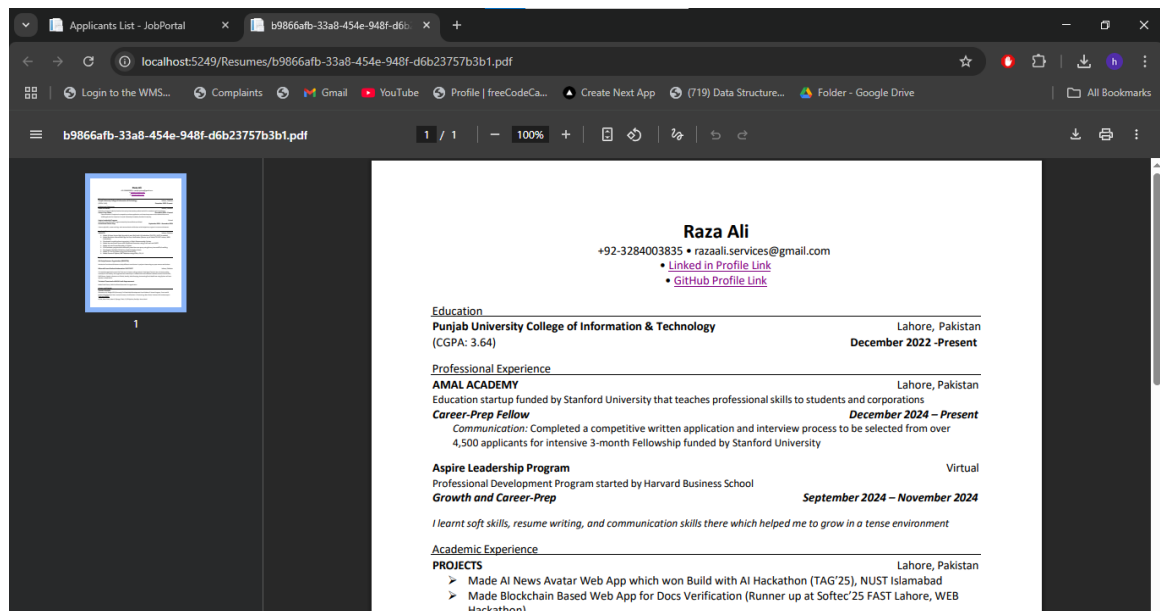 Applicants List - JobPortal
b9866afb-33a8-454e-948f-d6b
localhost:5249/Resumes/b9866afb-33a8-454e-948f-d6b23757b3b1.pdf
h
Login to the WMS... Complaints Gmail YouTube Profile | freeCodeCa... Create Next App (719) Data Structure... Folder - Google Drive All Bookmarks
b9866afb-33a8-454e-948f-d6b23757b3b1.pdf 1 / 1 100%
1
Raza Ali
+92-3284003835 • razaali.services@gmail.com
• Linked in Profile Link
• GitHub Profile Link
Education
Punjab University College of Information & Technology Lahore, Pakistan
(CGPA: 3.64) December 2022 -Present
Professional Experience
AMAL ACADEMY Lahore, Pakistan
Education startup funded by Stanford University that teaches professional skills to students and corporations
Career-Prep Fellow December 2024 – Present
Communication: Completed a competitive written application and interview process to be selected from over
4,500 applicants for intensive 3-month Fellowship funded by Stanford University
Aspire Leadership Program Virtual
Professional Development Program started by Harvard Business School
Growth and Career-Prep September 2024 – November 2024
I learnt soft skills, resume writing, and communication skills there which helped me to grow in a tense environment
Academic Experience
PROJECTS Lahore, Pakistan
➢ Made AI News Avatar Web App which won Build with AI Hackathon (TAG'25), NUST Islamabad
➢ Made Blockchain Based Web App for Docs Verification (Runner up at Softec'25 FAST Lahore, WEB
Hackathon)